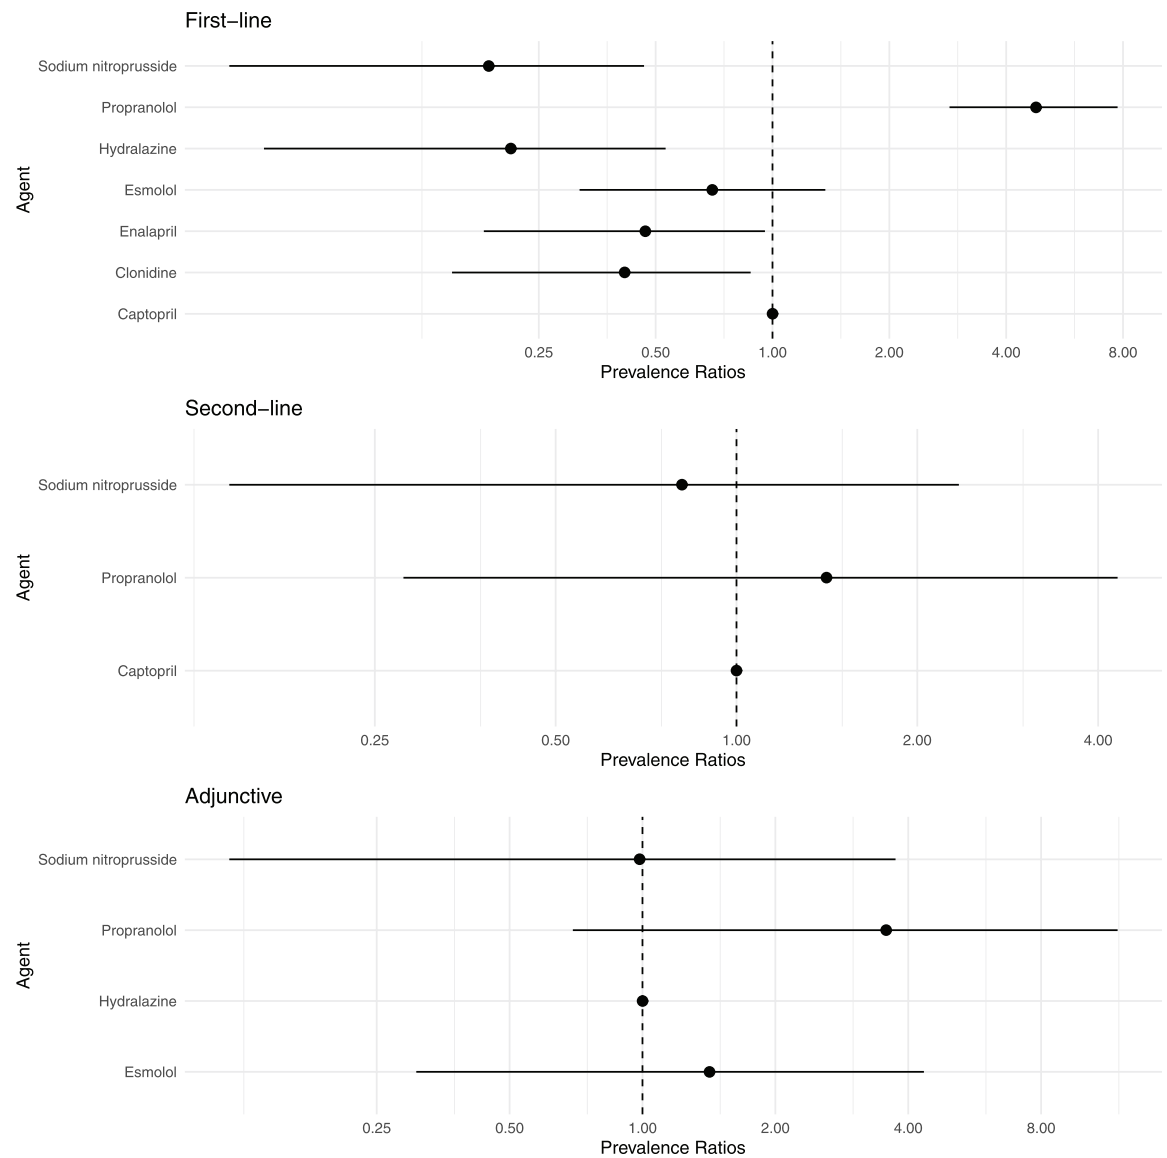 First−line
Agent
Sodium nitroprusside
Propranolol
Hydralazine
Esmolol
Enalapril
Clonidine
Captopril
0.25 0.50 1.00 2.00 4.00 8.00
Prevalence Ratios
Second−line
Agent
Sodium nitroprusside
Propranolol
Captopril
0.25 0.50 1.00 2.00 4.00
Prevalence Ratios
Adjunctive
Agent
Sodium nitroprusside
Propranolol
Hydralazine
Esmolol
0.25 0.50 1.00 2.00 4.00 8.00
Prevalence Ratios